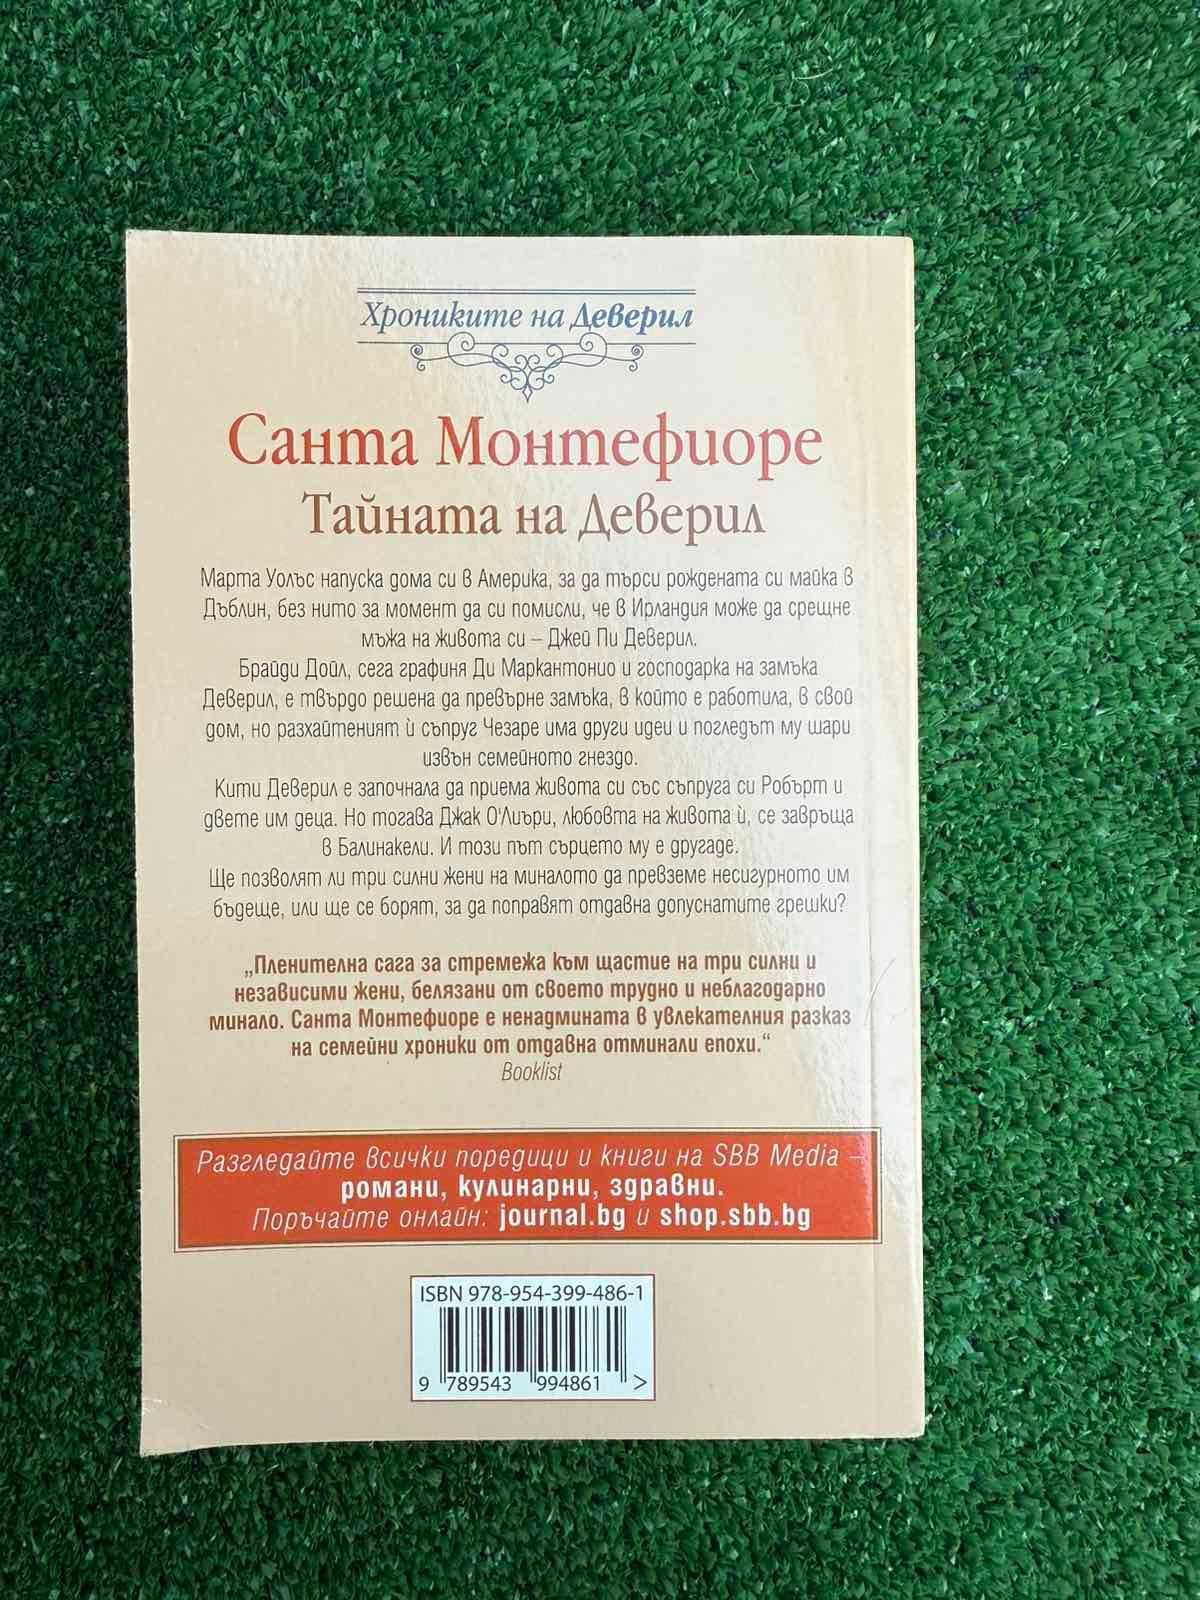 Хрониките на Деверил
Санта Монтефиоре
Тайната на Деверил
Марта Уолъс напуска дома си в Америка, за да търси рождената си майка в
Дъблин, без нито за момент да си помисли, че в Ирландия може да срещне
мъжа на живота си – Джей Пи Деверил.
Брайди Дойл, сега графиня Ди Маркантонио и господарка на замъка
Деверил, е твърдо решена да превърне замъка, в който е работила, в свой
дом, но разхайтеният ѝ съпруг Чезаре има други идеи и погледът му шари
извън семейното гнездо.
Кити Деверил е започнала да приема живота си със съпруга си Робърт и
двете им деца. Но тогава Джак О'Лиъри, любовта на живота ѝ, се завръща
в Балинакели. И този път сърцето му е другаде.
Ще позволят ли три силни жени на миналото да превземе несигурното им
бъдеще, или ще се борят, за да поправят отдавна допуснатите грешки?
„Пленителна сага за стремежа към щастие на три силни и
независими жени, белязани от своето трудно и неблагодарно
минало. Санта Монтефиоре е ненадмината в увлекателния разказ
на семейни хроники от отдавна отминали епохи.“
Booklist
Разгледайте всички поредици и книги на SBB Media –
романи, кулинарни, здравни.
Поръчайте онлайн: journal.bg и shop.sbb.bg
ISBN 978-954-399-486-1
9 789543 994861 >